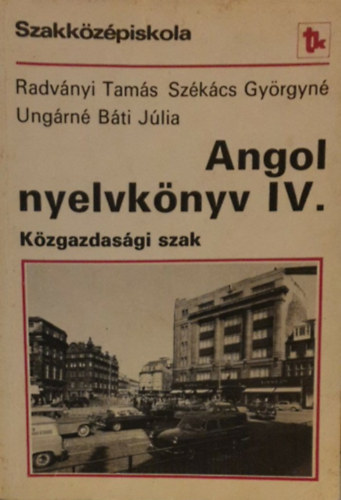 Szakközépiskola
tk
Radványi Tamás Székács Györgyné
Ungárné Báti Júlia
Angol
nyelvkönyv IV.
Közgazdasági szak